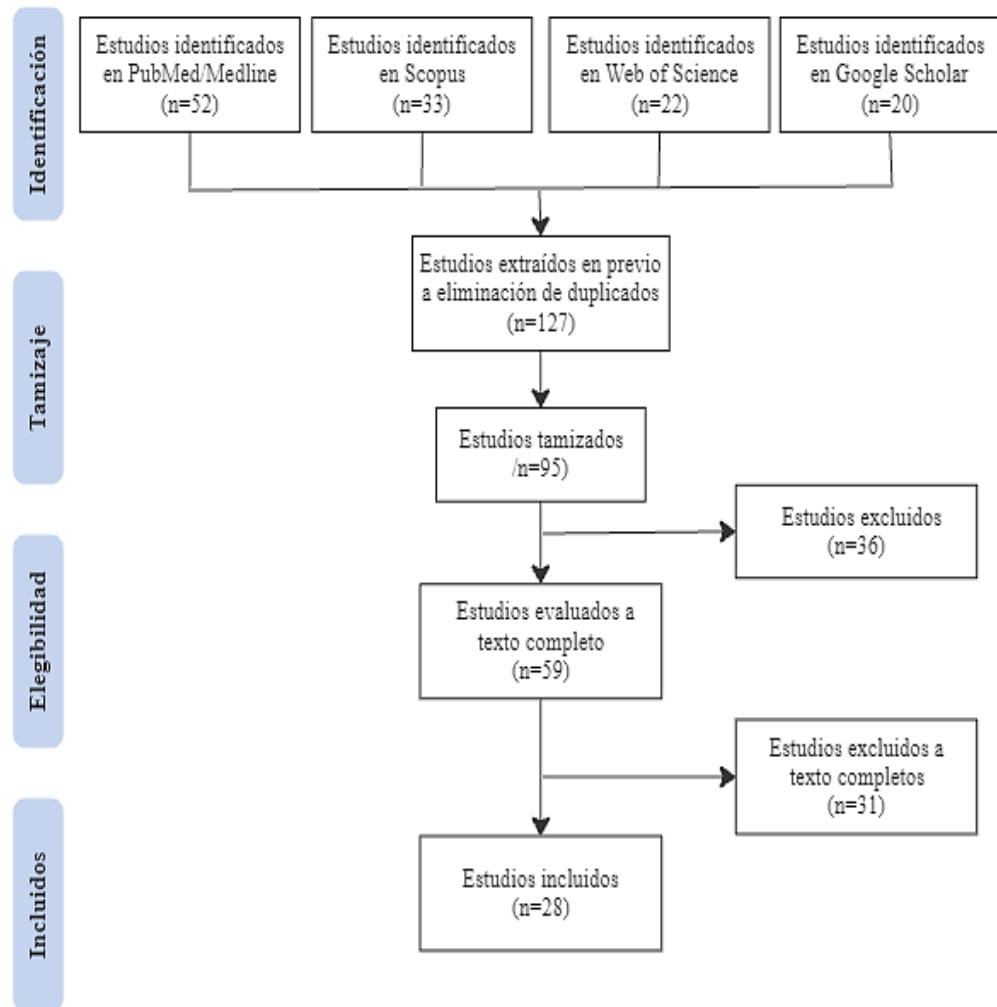 Identificación
Estudios identificados
en PubMed/Medline
(n=52)
Estudios identificados
en Scopus
(n=33)
Estudios identificados
en Web of Science
(n=22)
Estudios identificados
en Google Scholar
(n=20)
Estudios extraídos en previo
a eliminación de duplicados
(n=127)
Tamizaje
Estudios tamizados
/n=95)
Estudios excluidos
(n=36)
Elegibilidad
Estudios evaluados a
texto completo
(n=59)
Estudios excluidos a
texto completos
(n=31)
Incluidos
Estudios incluidos
(n=28)